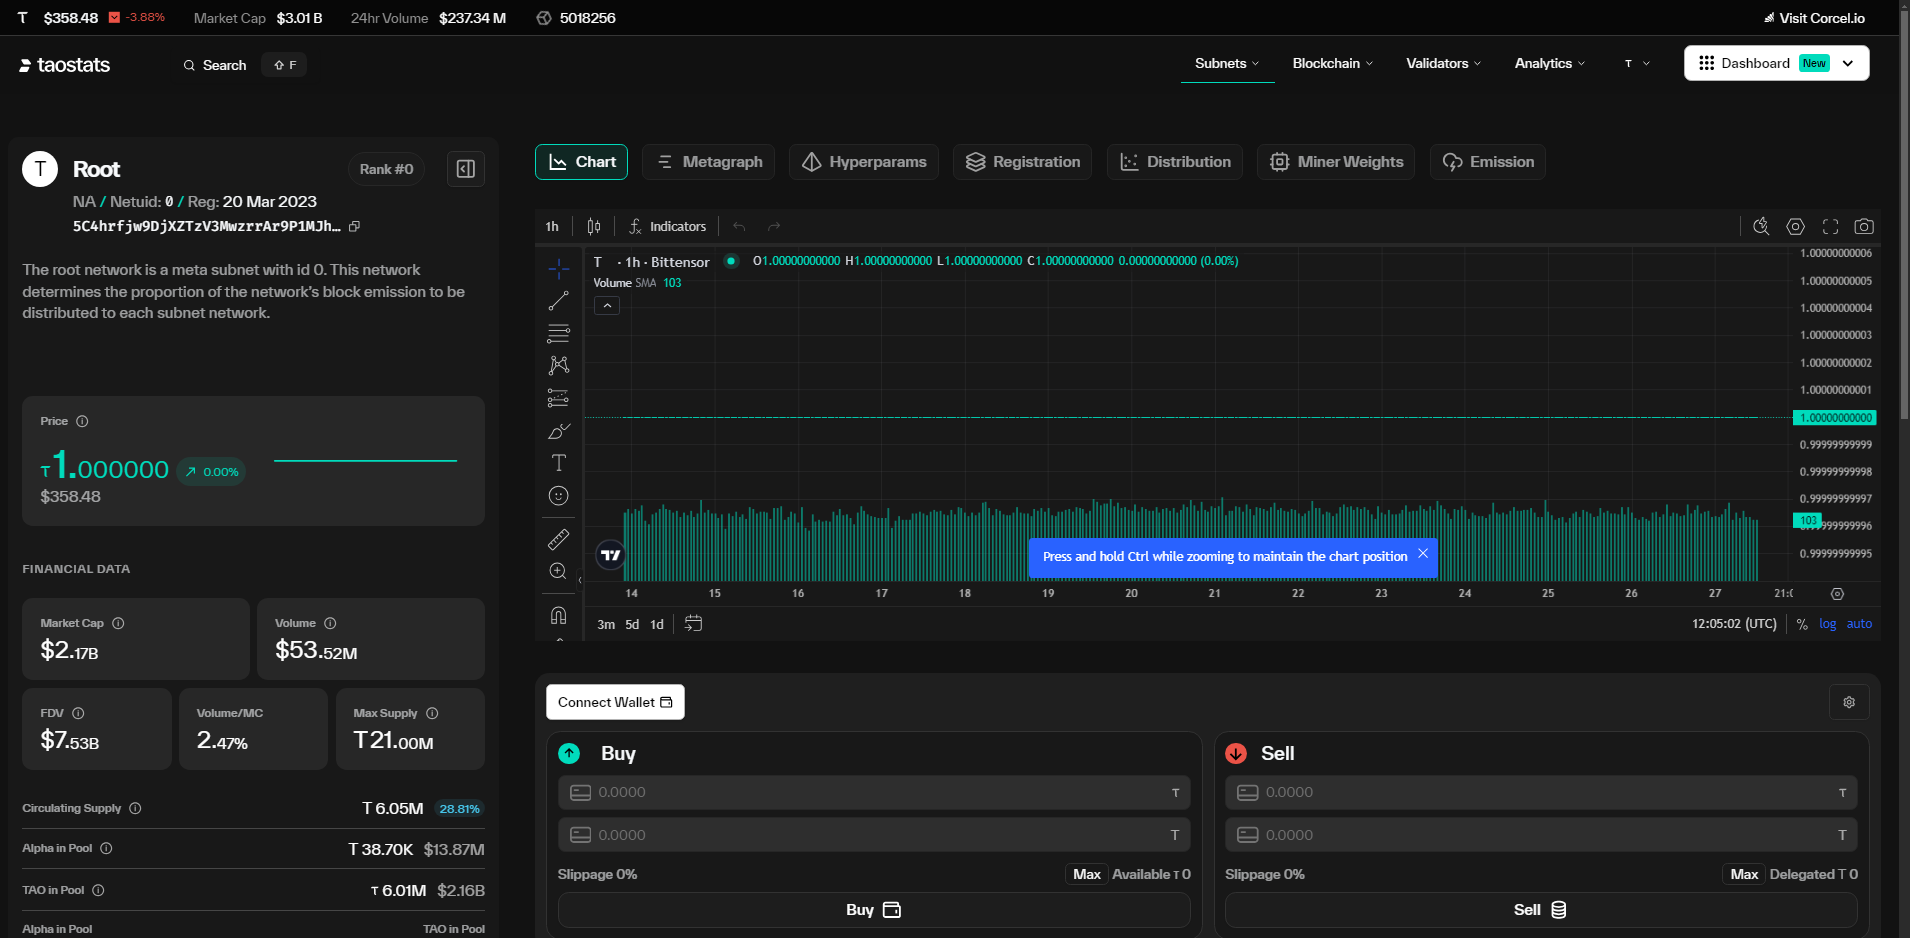 T $358.48 -3.88% Market Cap $3.01 B 24hr Volume $237.34 M 5018256 Visit Corcel.io
taostats Search F Subnets Blockchain Validators Analytics T Dashboard New
T Root Rank #0
NA / Netuid: 0 / Reg: 20 Mar 2023
5C4hrfjw9DjXZTzV3MwzrrAr9P1MJh…
The root network is a meta subnet with id 0. This network
determines the proportion of the network's block emission to be
distributed to each subnet network.
Price
T1.000000 0.00%
$358.48
FINANCIAL DATA
Market Cap
$2.17B
Volume
$53.52M
FDV
$7.53B
Volume/MC
2.47%
Max Supply
T21.00M
Circulating Supply T 6.05M 28.81%
Alpha in Pool T 38.70K $13.87M
TAO in Pool T 6.01M $2.16B
Alpha in Pool TAO in Pool
Chart Metagraph Hyperparams Registration Distribution Miner Weights Emission
1h Indicators
T · 1h · Bittensor O1.00000000000 H1.00000000000 L1.00000000000 C1.00000000000 0.00000000000 (0.00%)
Volume SMA 103
1.00000000006
1.00000000005
1.00000000004
1.00000000003
1.00000000002
1.00000000001
1.00000000000
0.99999999999
0.99999999998
0.99999999997
103
0.99999999996
0.99999999995
Press and hold Ctrl while zooming to maintain the chart position
14 15 16 17 18 19 20 21 22 23 24 25 26 27 21:(
3m 5d 1d 12:05:02 (UTC) % log auto
Connect Wallet
Buy
0.0000 T
0.0000 T
Slippage 0% Max Available T 0
Buy
Sell
0.0000 T
0.0000 T
Slippage 0% Max Delegated T 0
Sell